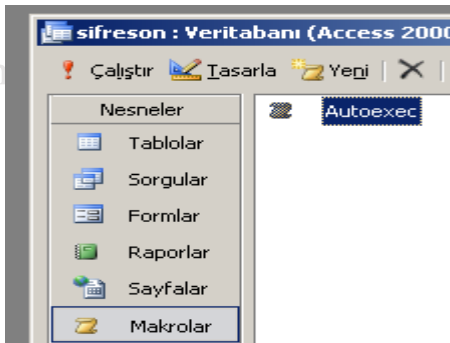 sifreson : Veritabanı (Access 2000
Çalıştır Tasarla Yeni
Nesneler
Autoexec
Tablolar
Sorgular
Formlar
Raporlar
Sayfalar
Makrolar